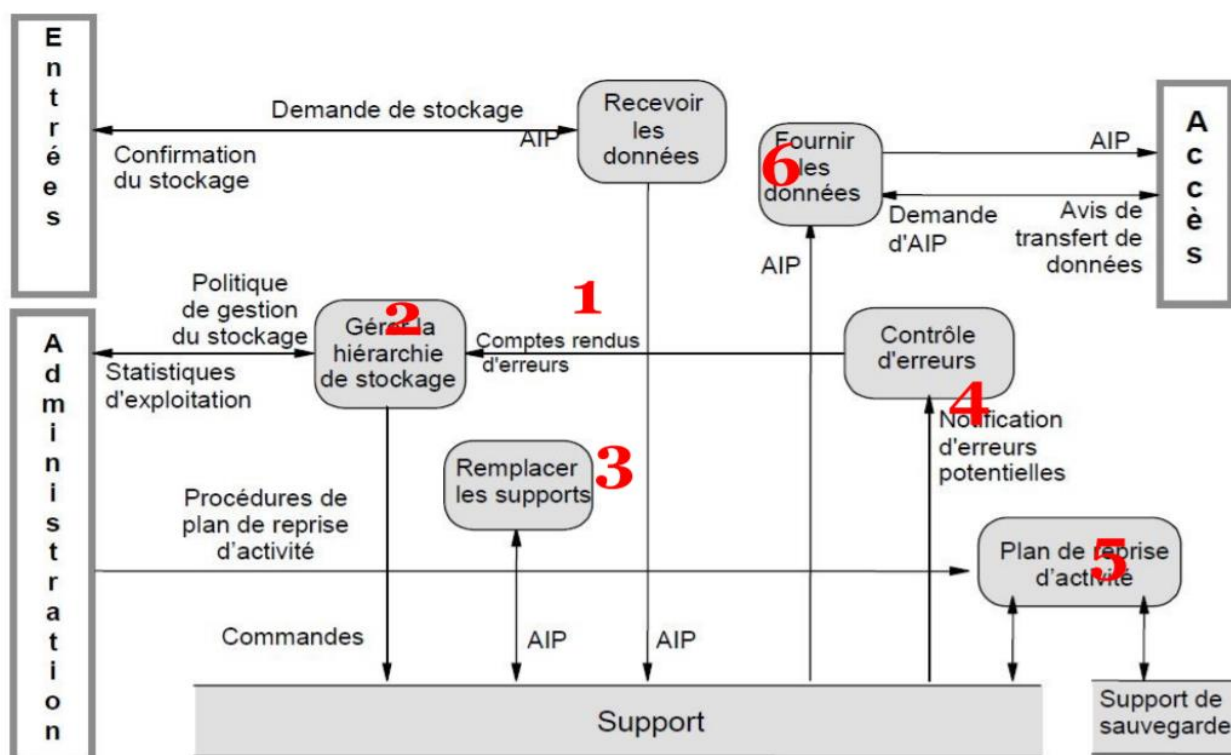 Entrées
Demande de stockage
AIP
Confirmation
du stockage
Recevoir
les
données
6
Fournir
les
données
AIP
Demande
d'AIP
Avis de
transfert de
données
Accès
AIP
Administration
Politique
de gestion
du stockage
Statistiques
d'exploitation
2
Gérer la
hiérarchie
de stockage
1
Comptes rendus
d'erreurs
Contrôle
d'erreurs
4
Notification
d'erreurs
potentielles
3
Remplacer
les supports
Procédures de
plan de reprise
d'activité
5
Plan de reprise
d'activité
Commandes
AIP
AIP
Support
Support de
sauvegarde